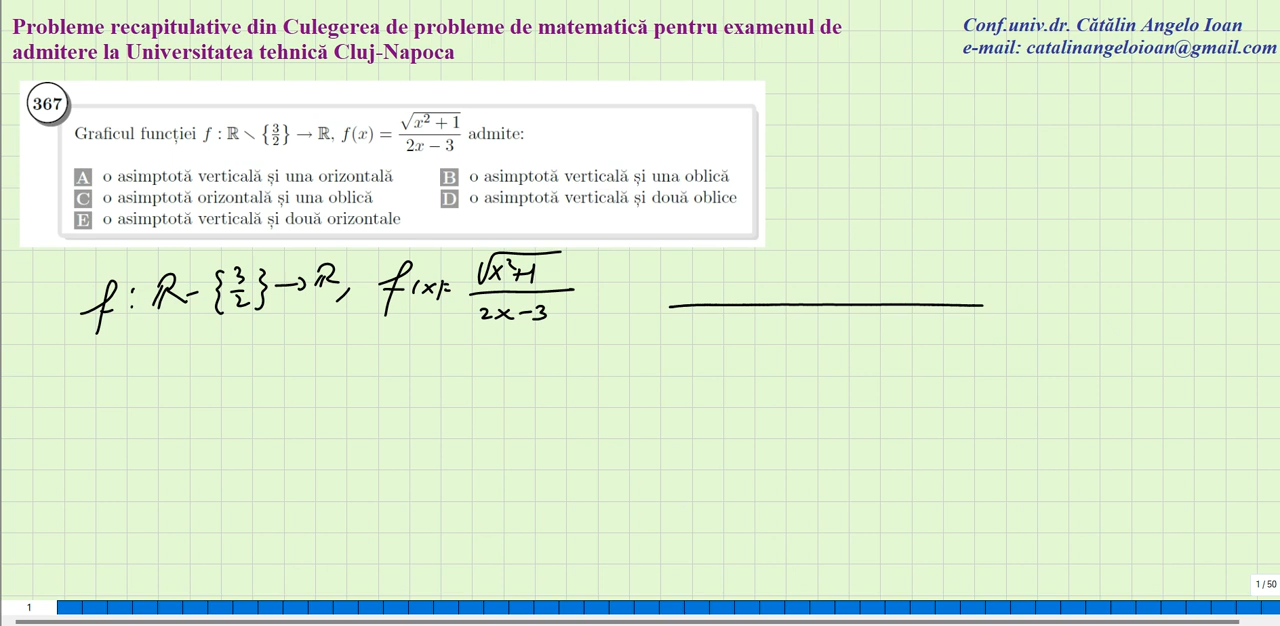 Probleme recapitulative din Culegerea de probleme de matematică pentru examenul de
admitere la Universitatea tehnică Cluj-Napoca
Conf.univ.dr. Cătălin Angelo Ioan
e-mail: catalinangeloioan@gmail.com
367
Graficul funcției f : ℝ ∖ {3/2} → ℝ, f(x) = √(x² + 1) / (2x − 3) admite:
A o asimptotă verticală și una orizontală
B o asimptotă verticală și una oblică
C o asimptotă orizontală și una oblică
D o asimptotă verticală și două oblice
E o asimptotă verticală și două orizontale
f : ℝ - {3/2} → ℝ, f(x) = √(x²+1) / (2x-3)
1 / 50
1